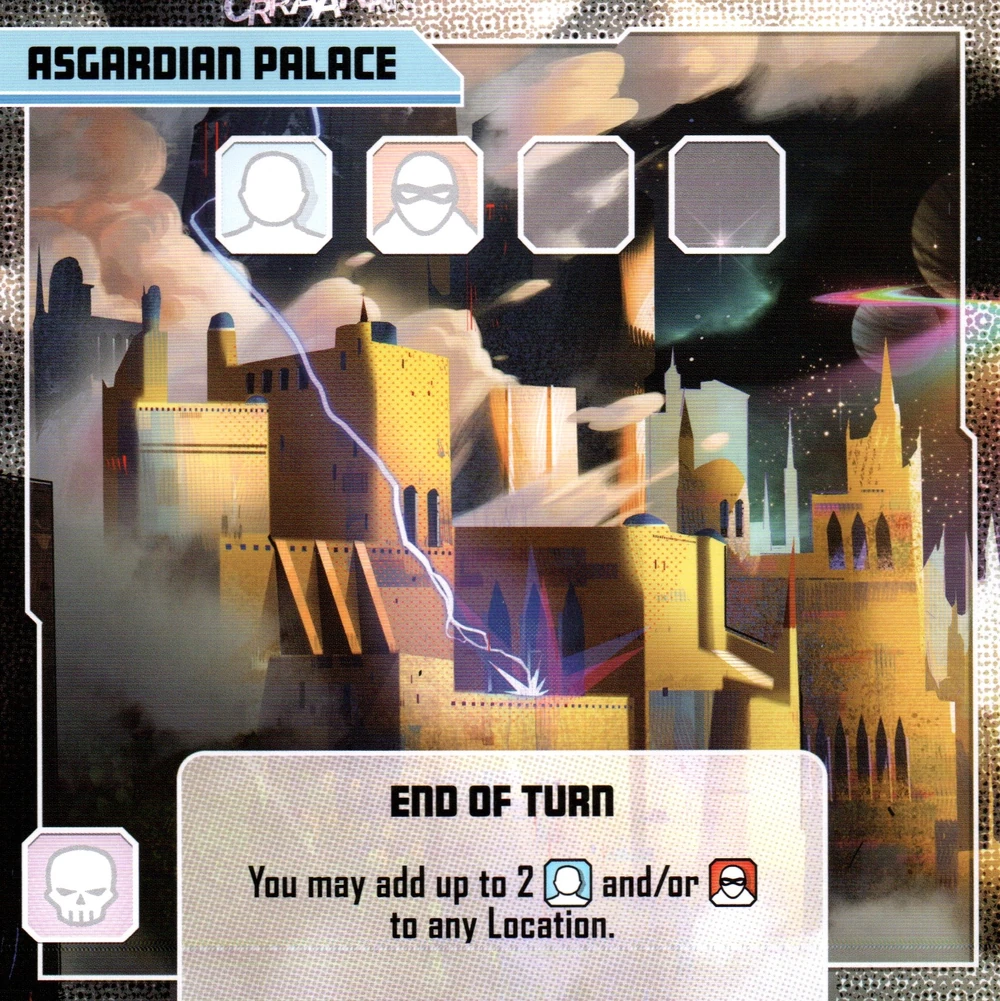 ASGARDIAN PALACE
END OF TURN
You may add up to 2 and/or
to any Location.